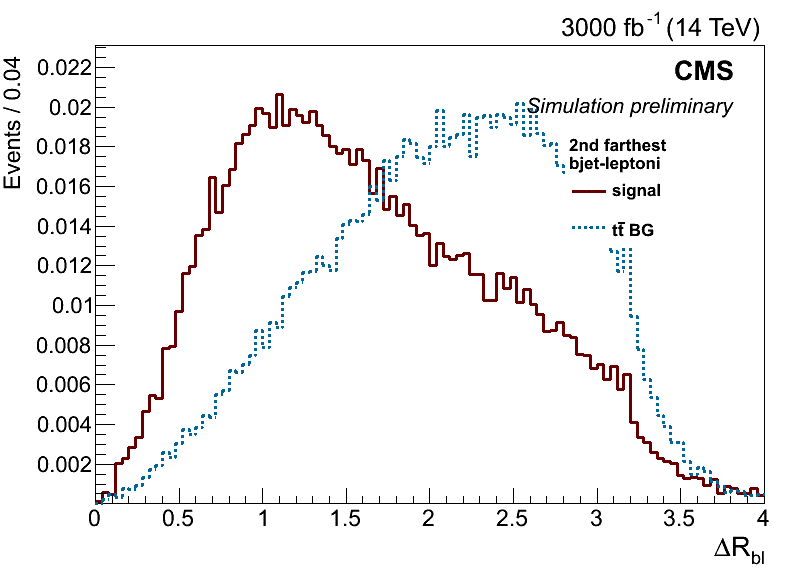 3000 fb-1 (14 TeV)
CMS
Simulation preliminary
2nd farthest
bjet-leptoni
signal
tt̄ BG
Events / 0.04
0.022
0.02
0.018
0.016
0.014
0.012
0.01
0.008
0.006
0.004
0.002
0 0.5 1 1.5 2 2.5 3 3.5 4
ΔRbl